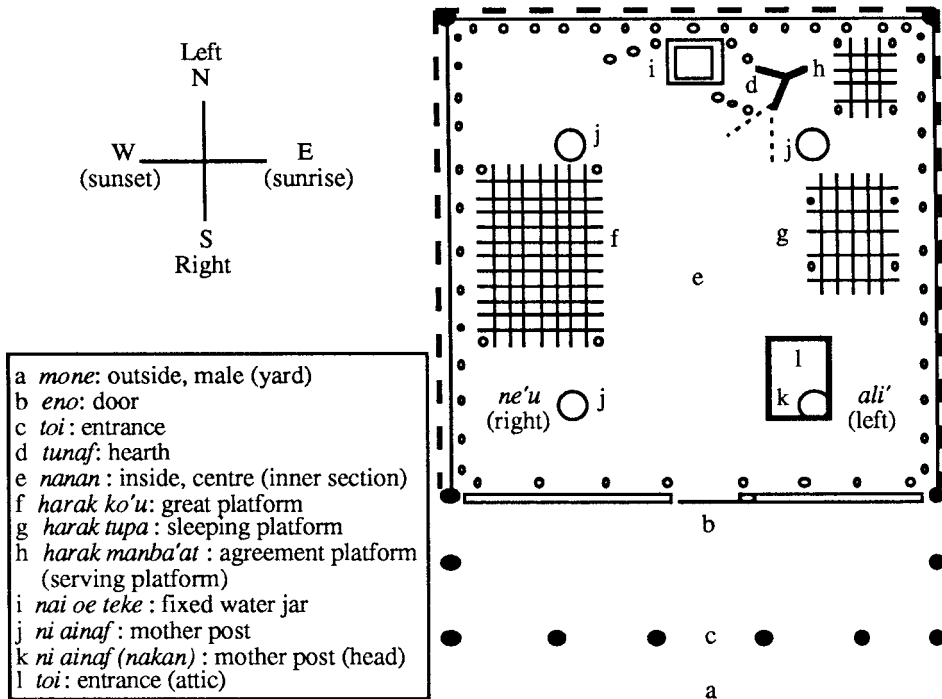 Left
N
W E
(sunset) (sunrise)
S
Right
i d h
j j
f g
e
l
ne'u j k ali'
(right) (left)
b
c
a
a mone: outside, male (yard)
b eno: door
c toi: entrance
d tunaf: hearth
e nanan : inside, centre (inner section)
f harak ko'u: great platform
g harak tupa : sleeping platform
h harak manba'at : agreement platform
(serving platform)
i nai oe teke : fixed water jar
j ni ainaf : mother post
k ni ainaf (nakan) : mother post (head)
l toi: entrance (attic)